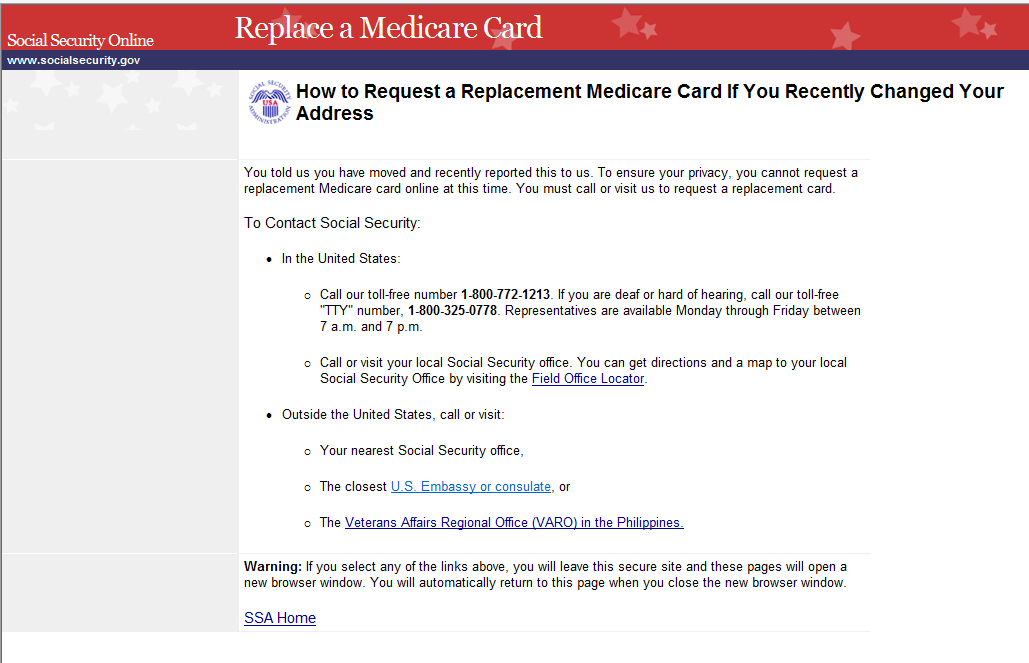 Replace a Medicare Card
Social Security Online
www.socialsecurity.gov
SOCIAL SECURITY ADMINISTRATION
USA
How to Request a Replacement Medicare Card If You Recently Changed Your
Address
You told us you have moved and recently reported this to us. To ensure your privacy, you cannot request a
replacement Medicare card online at this time. You must call or visit us to request a replacement card.
To Contact Social Security:
• In the United States:
○ Call our toll-free number 1-800-772-1213. If you are deaf or hard of hearing, call our toll-free
"TTY" number, 1-800-325-0778. Representatives are available Monday through Friday between
7 a.m. and 7 p.m.
○ Call or visit your local Social Security office. You can get directions and a map to your local
Social Security Office by visiting the Field Office Locator.
• Outside the United States, call or visit:
○ Your nearest Social Security office,
○ The closest U.S. Embassy or consulate, or
○ The Veterans Affairs Regional Office (VARO) in the Philippines.
Warning: If you select any of the links above, you will leave this secure site and these pages will open a
new browser window. You will automatically return to this page when you close the new browser window.
SSA Home